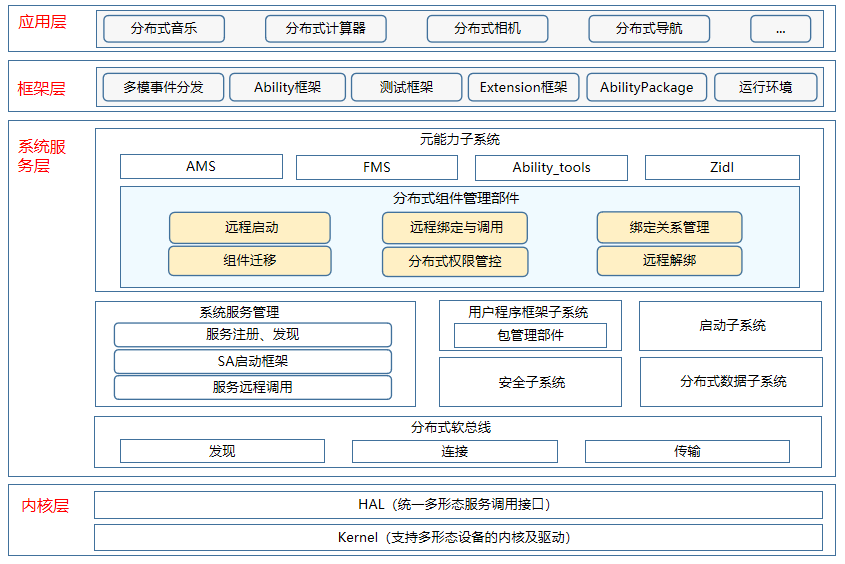 应用层
分布式音乐
分布式计算器
分布式相机
分布式导航
...
框架层
多模事件分发
Ability框架
测试框架
Extension框架
AbilityPackage
运行环境
系统服
务层
元能力子系统
AMS
FMS
Ability_tools
Zidl
分布式组件管理部件
远程启动
远程绑定与调用
绑定关系管理
组件迁移
分布式权限管控
远程解绑
系统服务管理
服务注册、发现
SA启动框架
服务远程调用
用户程序框架子系统
包管理部件
启动子系统
安全子系统
分布式数据子系统
分布式软总线
发现
连接
传输
内核层
HAL（统一多形态服务调用接口）
Kernel（支持多形态设备的内核及驱动）